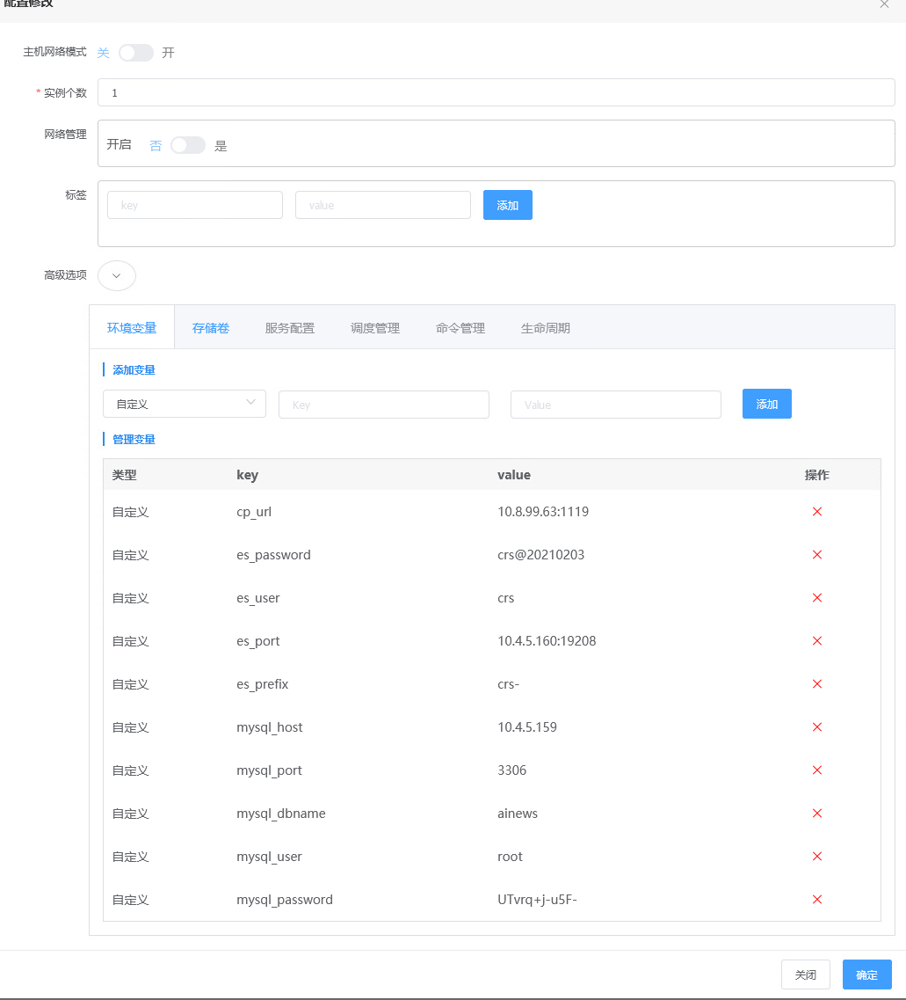 配置修改
主机网络模式 关 开
* 实例个数 1
网络管理 开启 否 是
标签 key value 添加
高级选项
环境变量 存储卷 服务配置 调度管理 命令管理 生命周期
添加变量
自定义 Key Value 添加
管理变量
类型 key value 操作
自定义 cp_url 10.8.99.63:1119
自定义 es_password crs@20210203
自定义 es_user crs
自定义 es_port 10.4.5.160:19208
自定义 es_prefix crs-
自定义 mysql_host 10.4.5.159
自定义 mysql_port 3306
自定义 mysql_dbname ainews
自定义 mysql_user root
自定义 mysql_password UTvrq+j-u5F-
关闭 确定